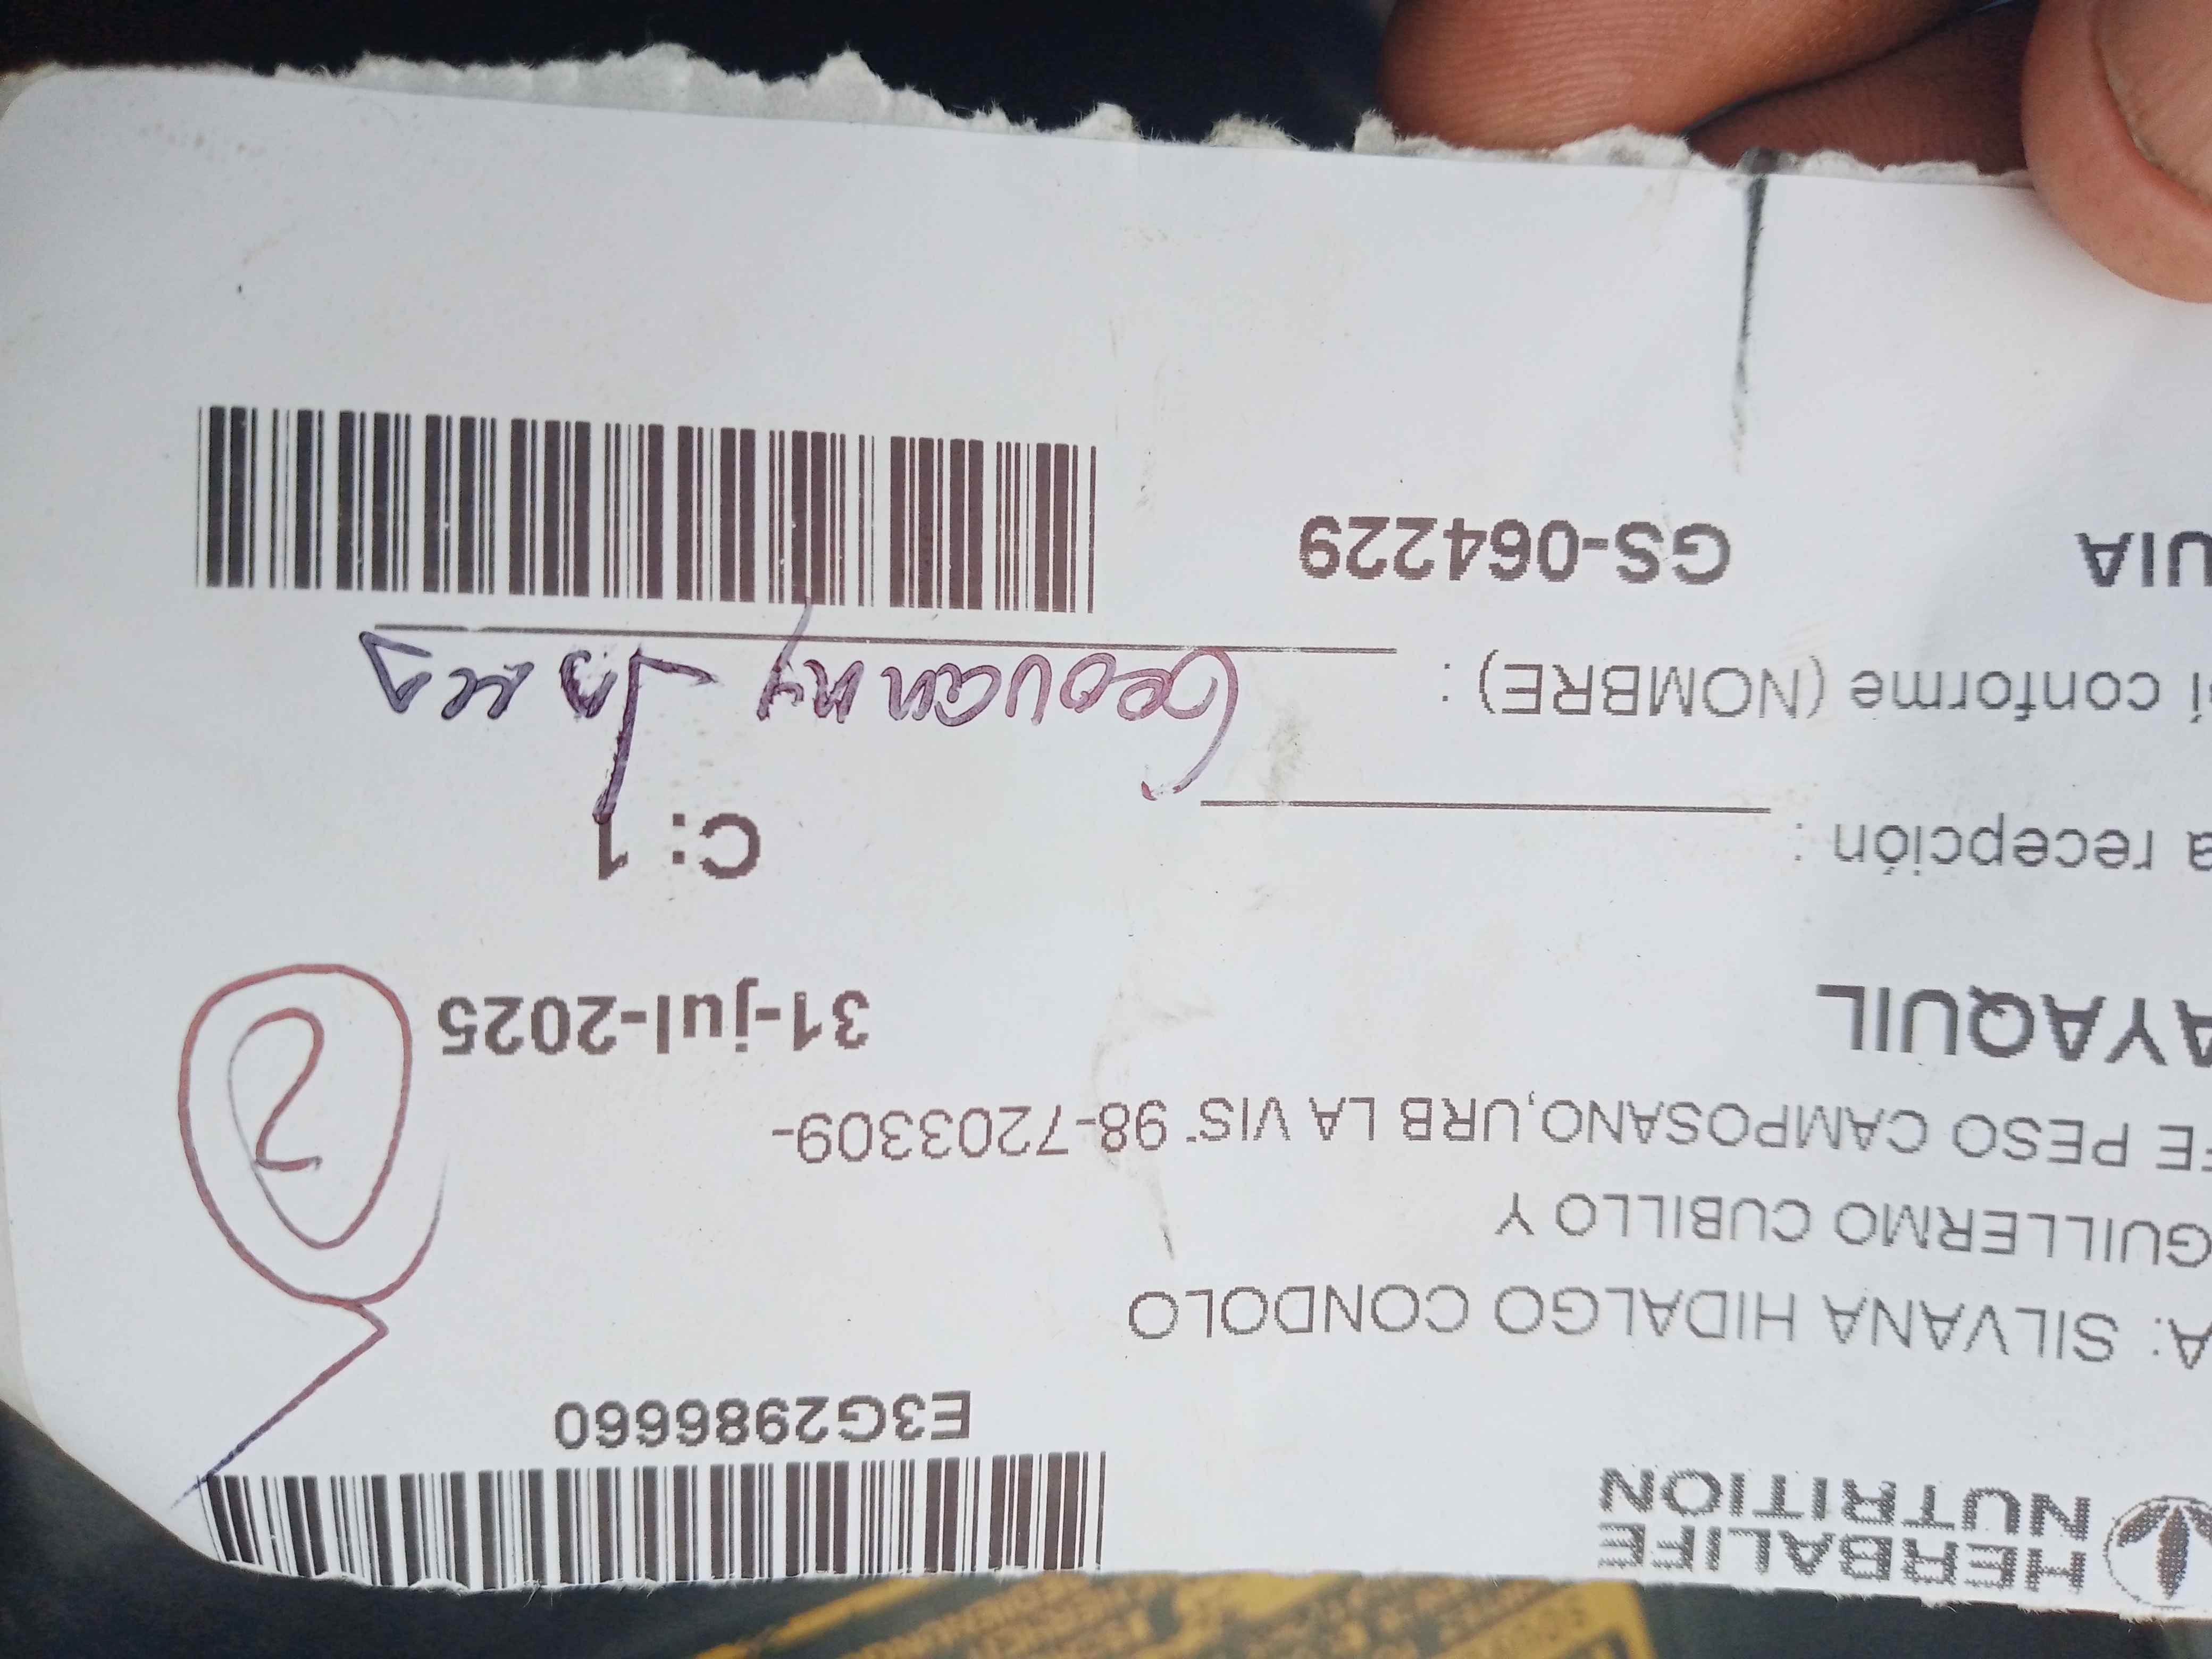 HERBALIFE
NUTRITION
E3G2986660
A: SILVANA HIDALGO CONDOLO
GUILLERMO CUBILLO Y
E PESO CAMPOSANO,URB LA VIS 98-7203309-
AYAQUIL
31-jul-2025
2
a recepción :
C: 1
í conforme (NOMBRE) : Geovanny
UIA
GS-064229